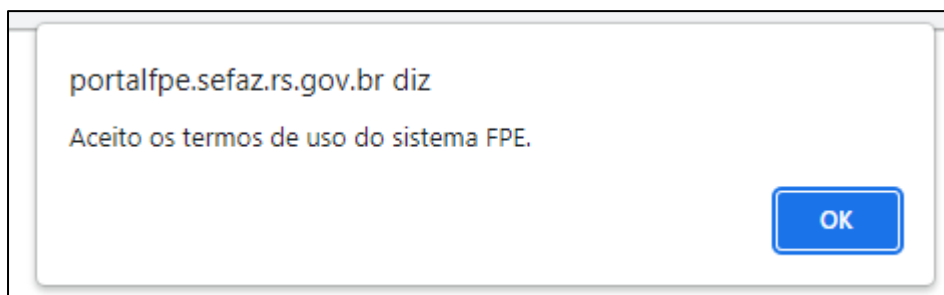 portalfpe.sefaz.rs.gov.br diz
Aceito os termos de uso do sistema FPE.
OK